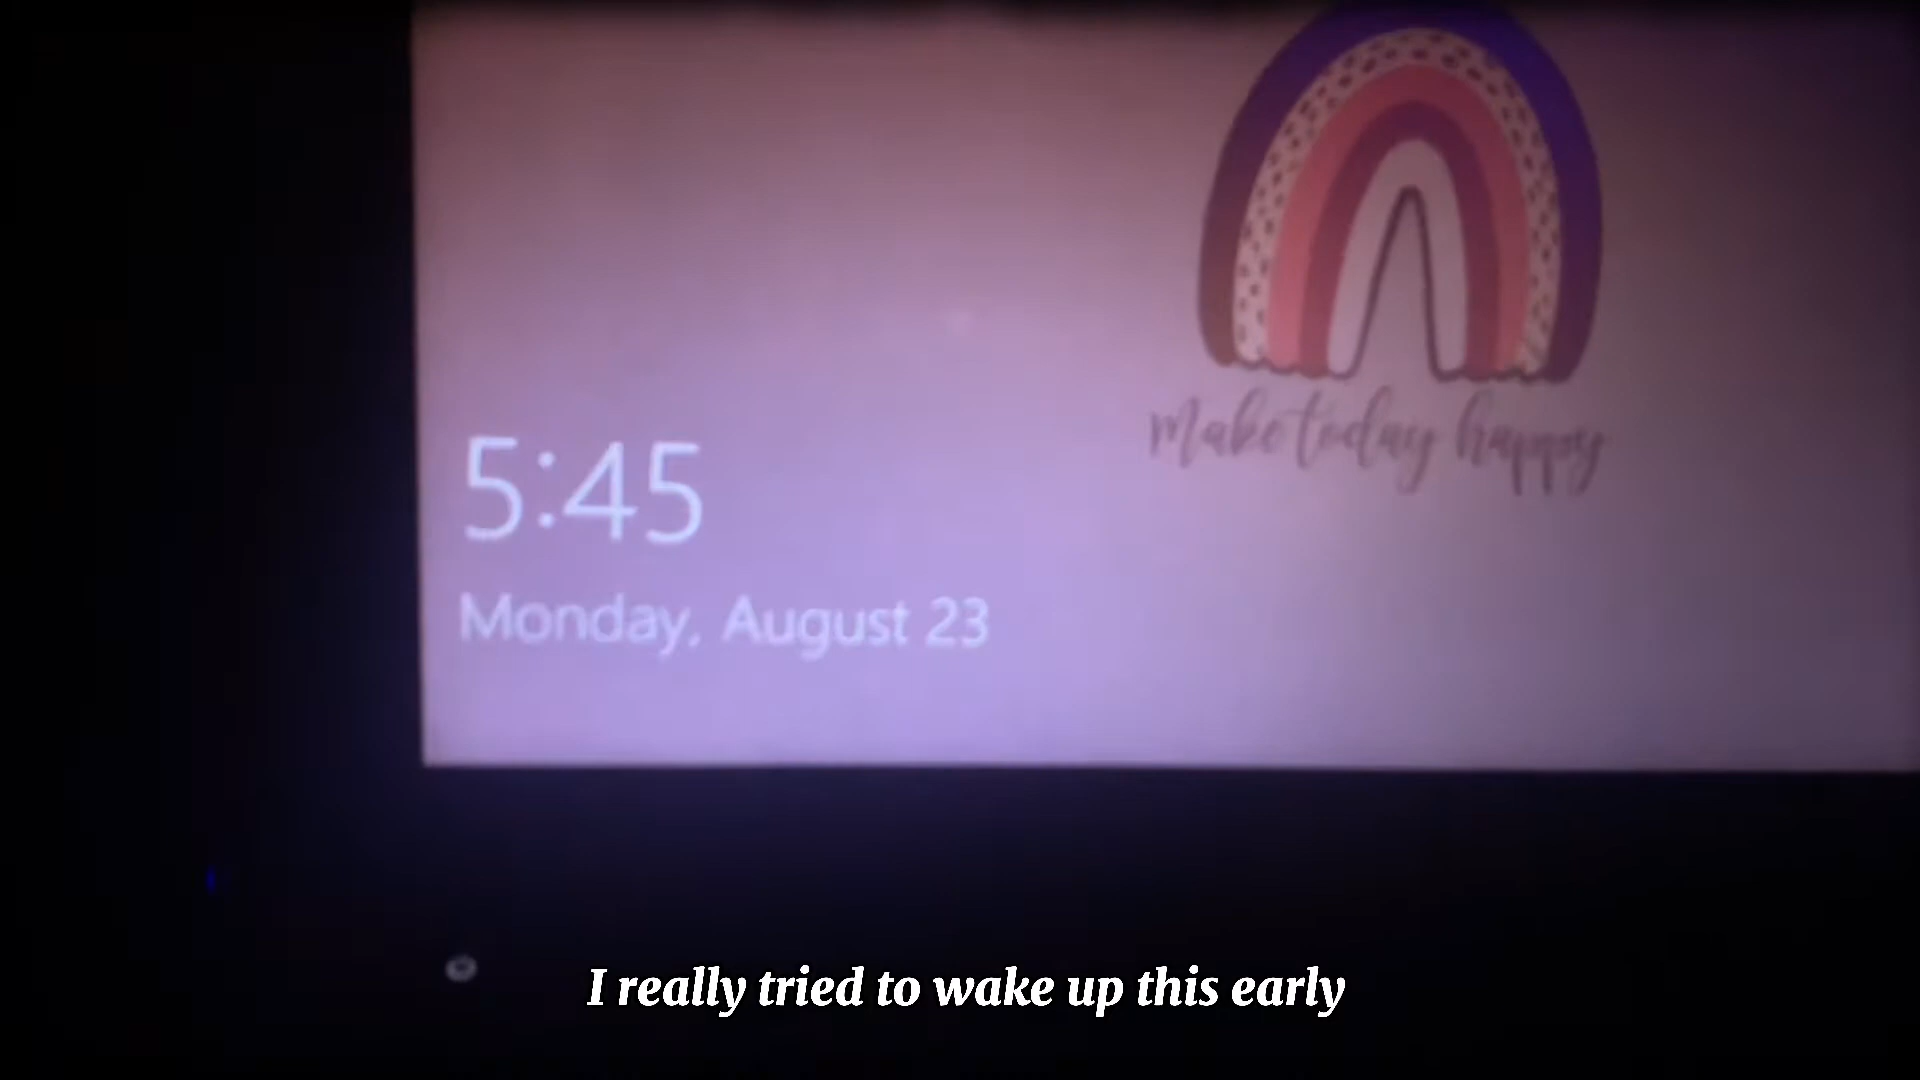 Make today happy
5:45
Monday, August 23
I really tried to wake up this early